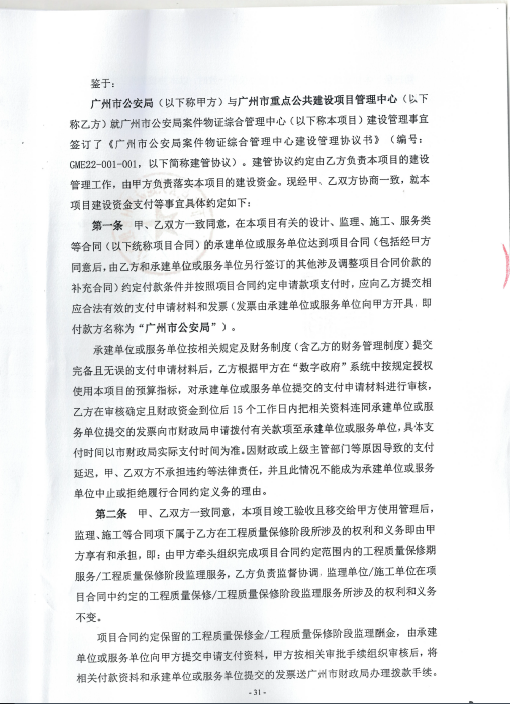 鉴于：
广州市公安局（以下称甲方）与广州市重点公共建设项目管理中心（以下
称乙方）就广州市公安局案件物证综合管理中心（以下称本项目）建设管理事宜
签订了《广州市公安局案件物证综合管理中心建设管理协议书》（编号：
GME22-001-001，以下简称建管协议）。建管协议约定由乙方负责本项目的建设
管理工作，由甲方负责落实本项目的建设资金。现经甲、乙双方协商一致，就本
项目建设资金支付等事宜具体约定如下：
第一条 甲、乙双方一致同意，在本项目有关的设计、监理、施工、服务类
等合同（以下统称项目合同）的承建单位或服务单位达到项目合同（包括经甲方
同意后，由乙方和承建单位或服务单位另行签订的其他涉及调整项目合同价款的
补充合同）约定付款条件并按照项目合同约定申请款项支付时，应向乙方提交相
应合法有效的支付申请材料和发票（发票由承建单位或服务单位向甲方开具，即
付款方名称为“广州市公安局”）。
承建单位或服务单位按相关规定及财务制度（含乙方的财务管理制度）提交
完备且无误的支付申请材料后，乙方根据甲方在“数字政府”系统中按规定授权
使用本项目的预算指标，对承建单位或服务单位提交的支付申请材料进行审核，
乙方在审核确定且财政资金到位后 15 个工作日内把相关资料连同承建单位或服
务单位提交的发票向市财政局申请拨付有关款项至承建单位或服务单位，具体支
付时间以市财政局实际支付时间为准。因财政或上级主管部门等原因导致的支付
延迟，甲、乙双方不承担违约等法律责任，并且此情况不能成为承建单位或服务
单位中止或拒绝履行合同约定义务的理由。
第二条 甲、乙双方一致同意，本项目竣工验收且移交给甲方使用管理后，
监理、施工等合同项下属于乙方在工程质量保修阶段所涉及的权利和义务即由甲
方享有和承担，即：由甲方牵头组织完成项目合同约定范围内的工程质量保修期
服务/工程质量保修阶段监理服务，乙方负责监督协调，监理单位/施工单位在项
目合同中约定的工程质量保修/工程质量保修阶段监理服务所涉及的权利和义务
不变。
项目合同约定保留的工程质量保修金/工程质量保修阶段监理酬金，由承建
单位或服务单位向甲方提交申请支付资料，甲方按相关审批手续组织审核后，将
相关付款资料和承建单位或服务单位提交的发票送广州市财政局办理拨款手续。
- 31 -